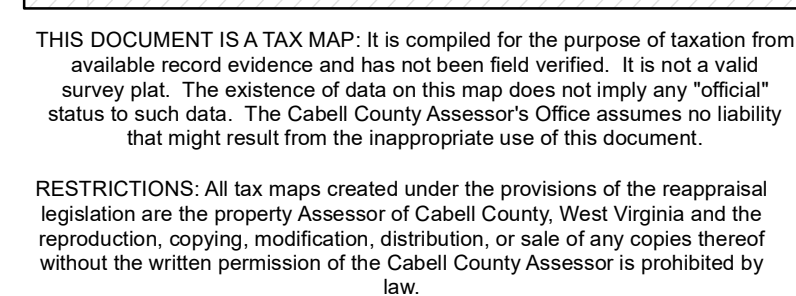 THIS DOCUMENT IS A TAX MAP: It is compiled for the purpose of taxation from
available record evidence and has not been field verified.  It is not a valid
survey plat.  The existence of data on this map does not imply any "official"
status to such data.  The Cabell County Assessor's Office assumes no liability
that might result from the inappropriate use of this document.
RESTRICTIONS: All tax maps created under the provisions of the reappraisal
legislation are the property Assessor of Cabell County, West Virginia and the
reproduction, copying, modification, distribution, or sale of any copies thereof
without the written permission of the Cabell County Assessor is prohibited by
law.